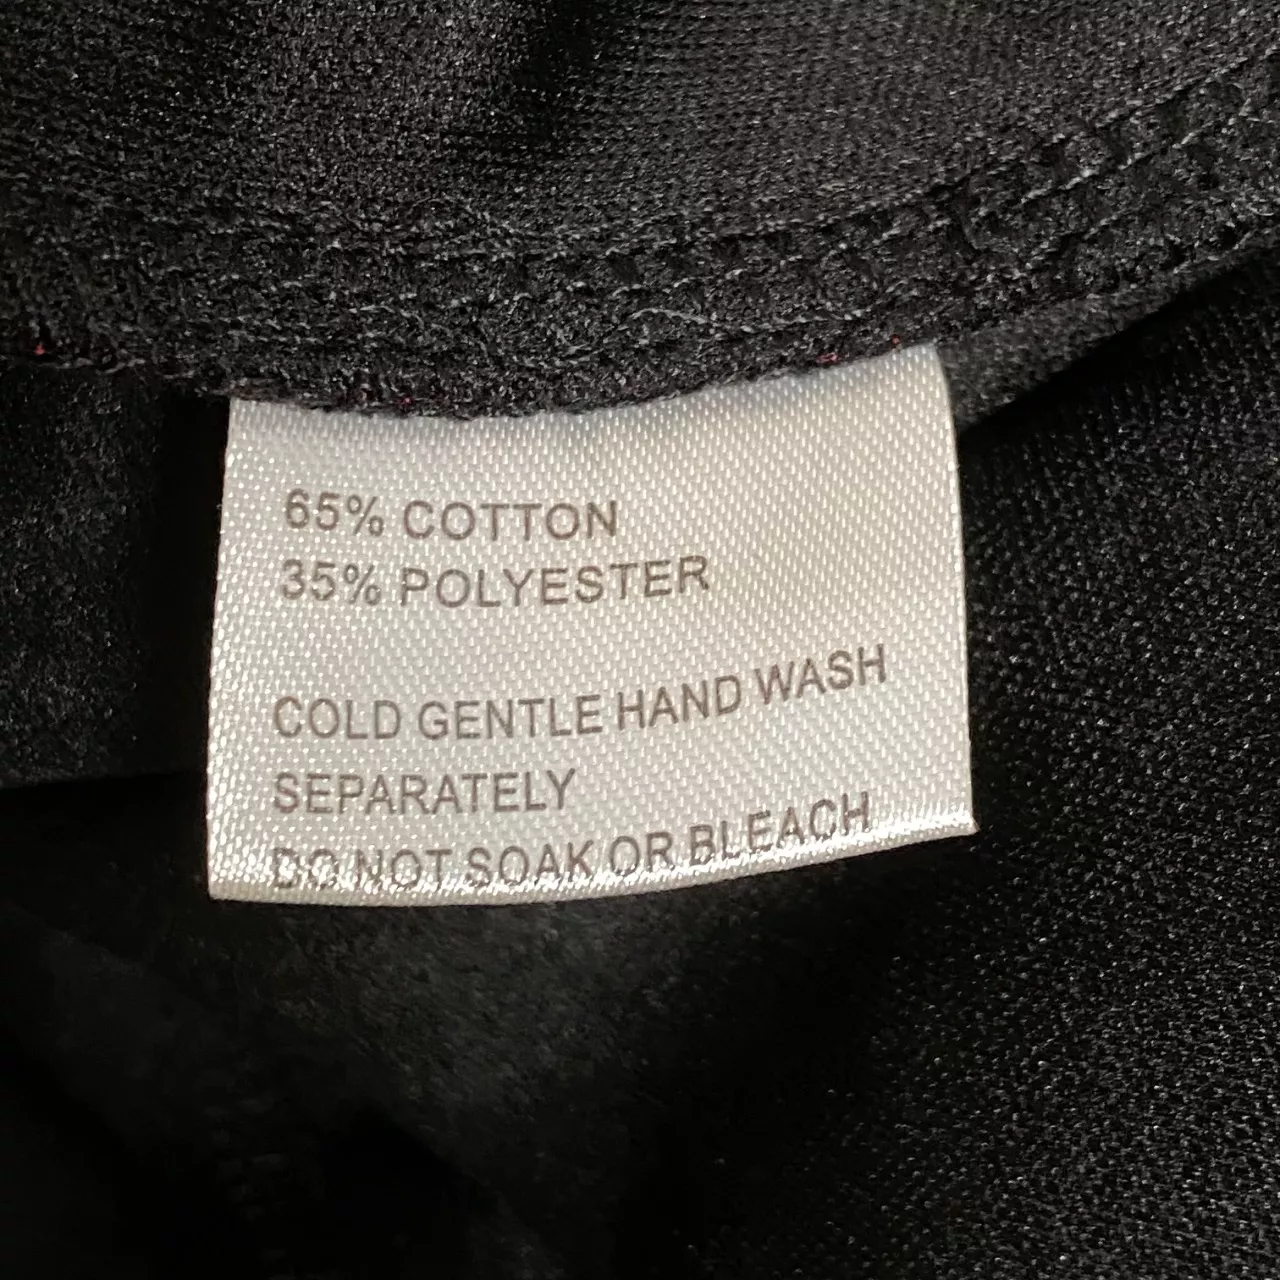 65% COTTON
35% POLYESTER
COLD GENTLE HAND WASH
SEPARATELY
DO NOT SOAK OR BLEACH